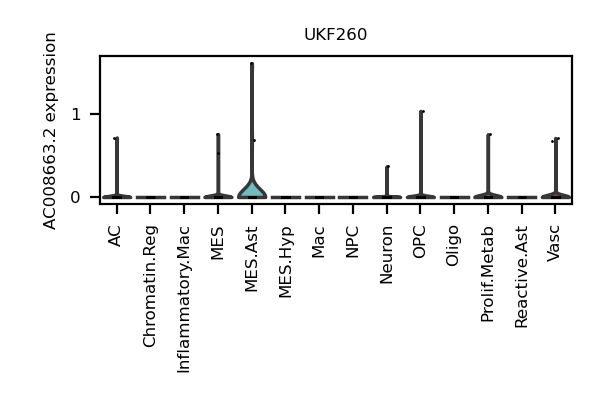 UKF260
AC008663.2 expression
1
0
AC
Chromatin.Reg
Inflammatory.Mac
MES
MES.Ast
MES.Hyp
Mac
NPC
Neuron
OPC
Oligo
Prolif.Metab
Reactive.Ast
Vasc